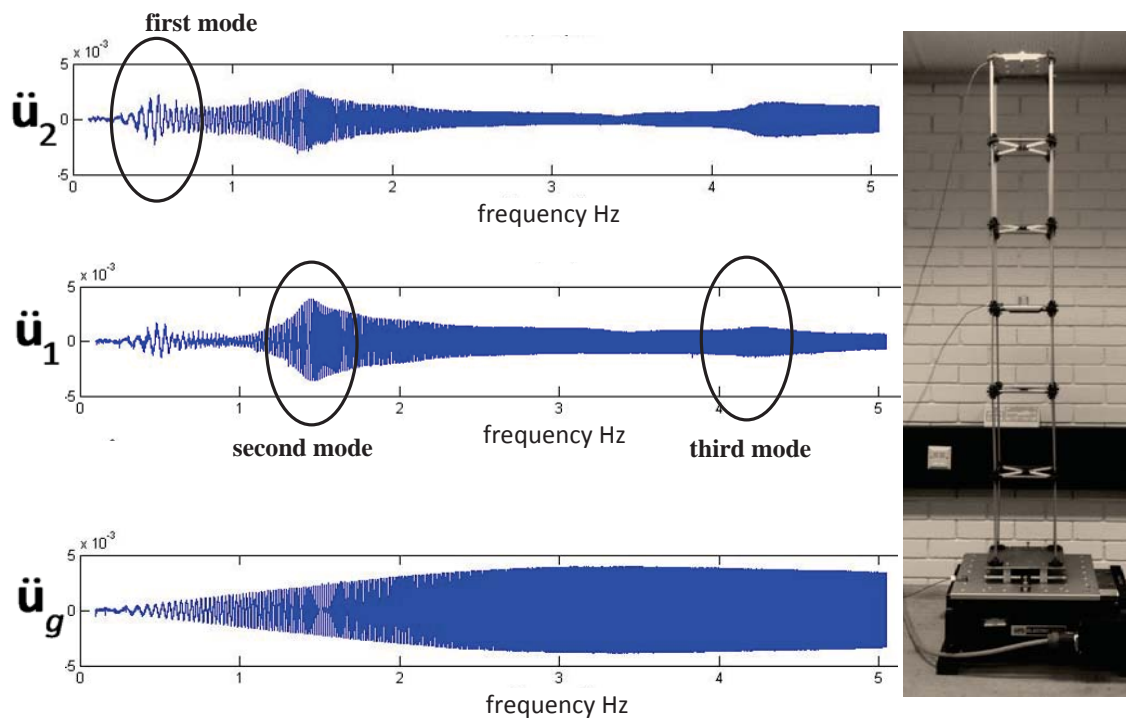 first mode
x 10⁻³
5
0
-5
ü₂
0 1 2 3 4 5
frequency Hz
x 10⁻³
5
0
-5
ü₁
0 1 2 3 4 5
frequency Hz
second mode
third mode
x 10⁻³
5
0
-5
ü_g
0 1 2 3 4 5
frequency Hz